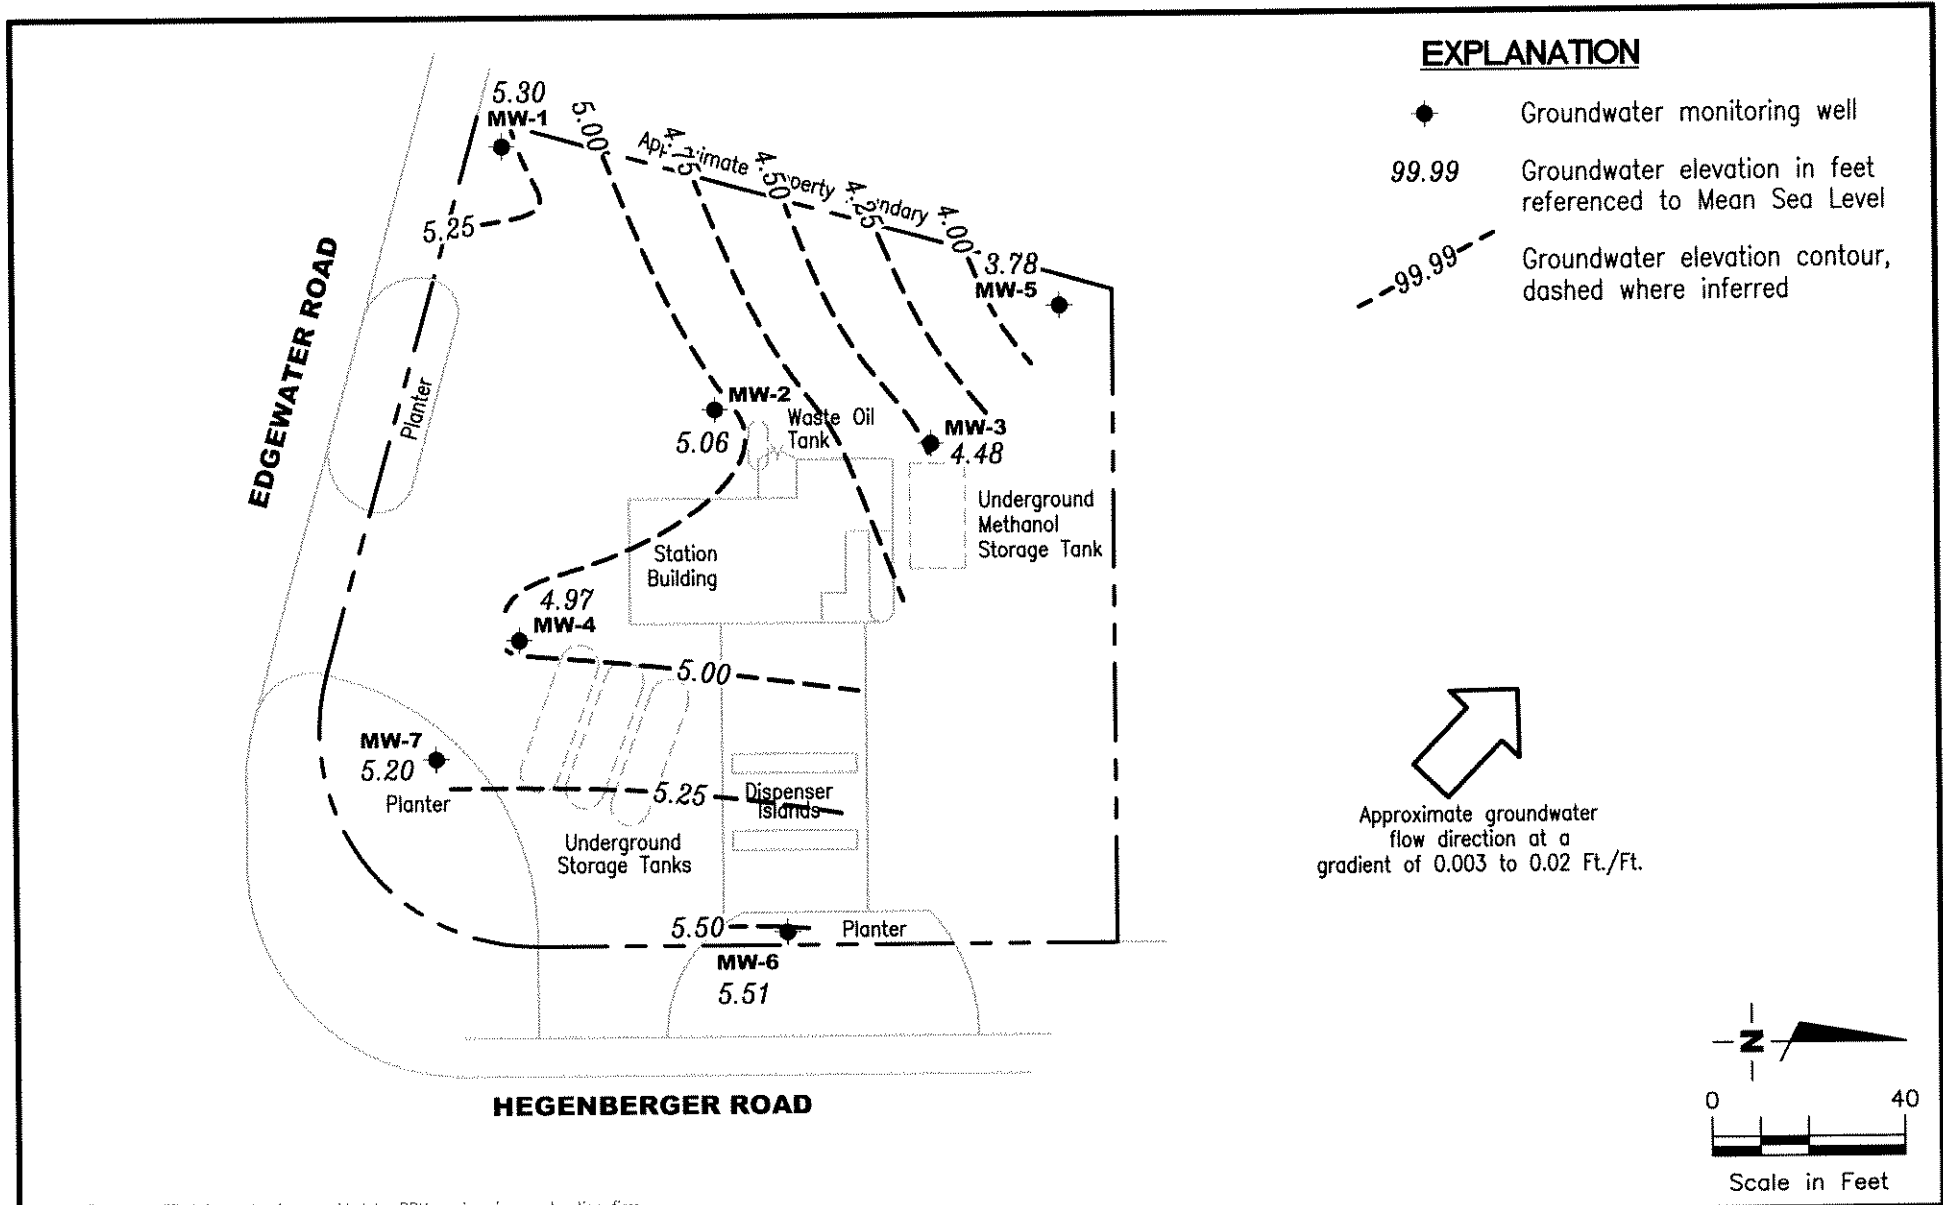 EXPLANATION
Groundwater monitoring well
99.99
Groundwater elevation in feet
referenced to Mean Sea Level
99.99
Groundwater elevation contour,
dashed where inferred
5.30
MW-1
5.00
4.75
4.50
4.25
4.00
Approximate Property Boundary
3.78
MW-5
5.25
EDGEWATER ROAD
Planter
MW-2
5.06
Waste Oil
Tank
MW-3
4.48
Underground
Methanol
Storage Tank
Station
Building
4.97
MW-4
5.00
MW-7
5.20
Planter
5.25
Dispenser
Islands
Underground
Storage Tanks
5.50
Planter
MW-6
5.51
HEGENBERGER ROAD
Approximate groundwater
flow direction at a
gradient of 0.003 to 0.02 Ft./Ft.
N
0 40
Scale in Feet